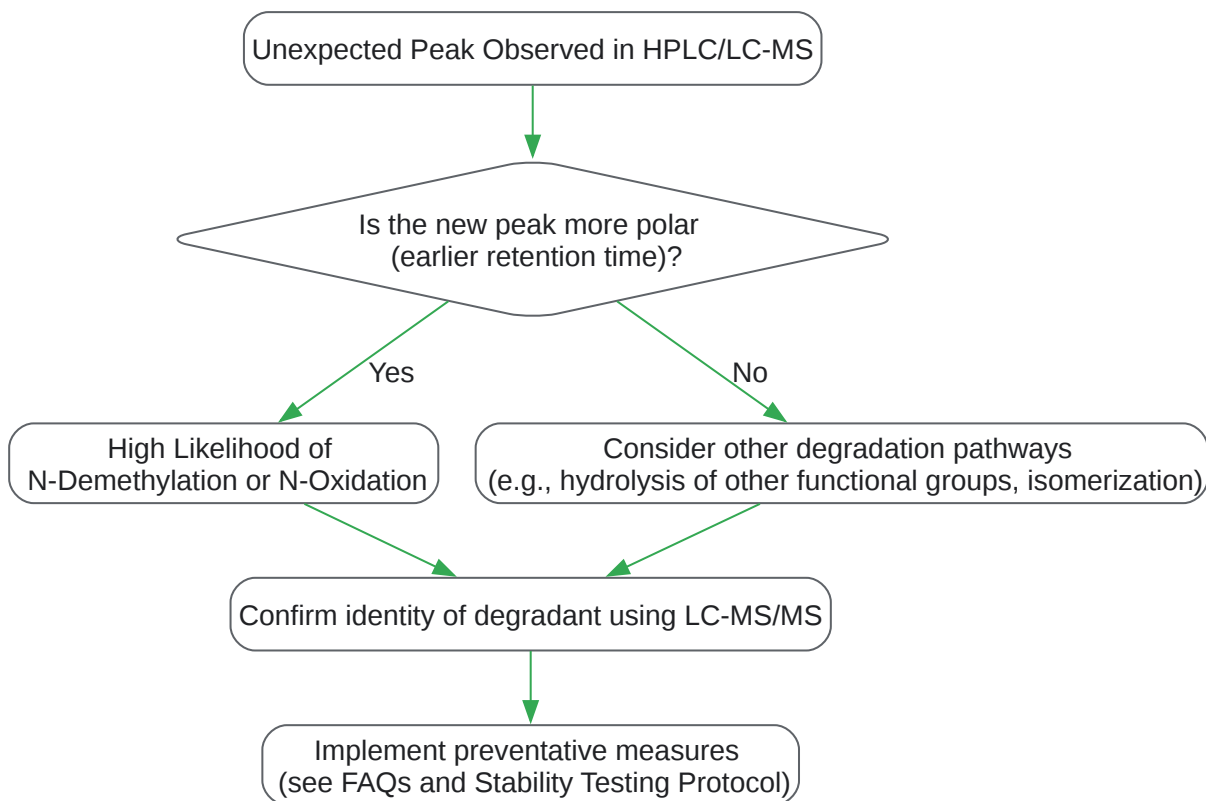 Unexpected Peak Observed in HPLC/LC-MS
Is the new peak more polar
(earlier retention time)?
Yes
No
High Likelihood of
N-Demethylation or N-Oxidation
Consider other degradation pathways
(e.g., hydrolysis of other functional groups, isomerization)
Confirm identity of degradant using LC-MS/MS
Implement preventative measures
(see FAQs and Stability Testing Protocol)